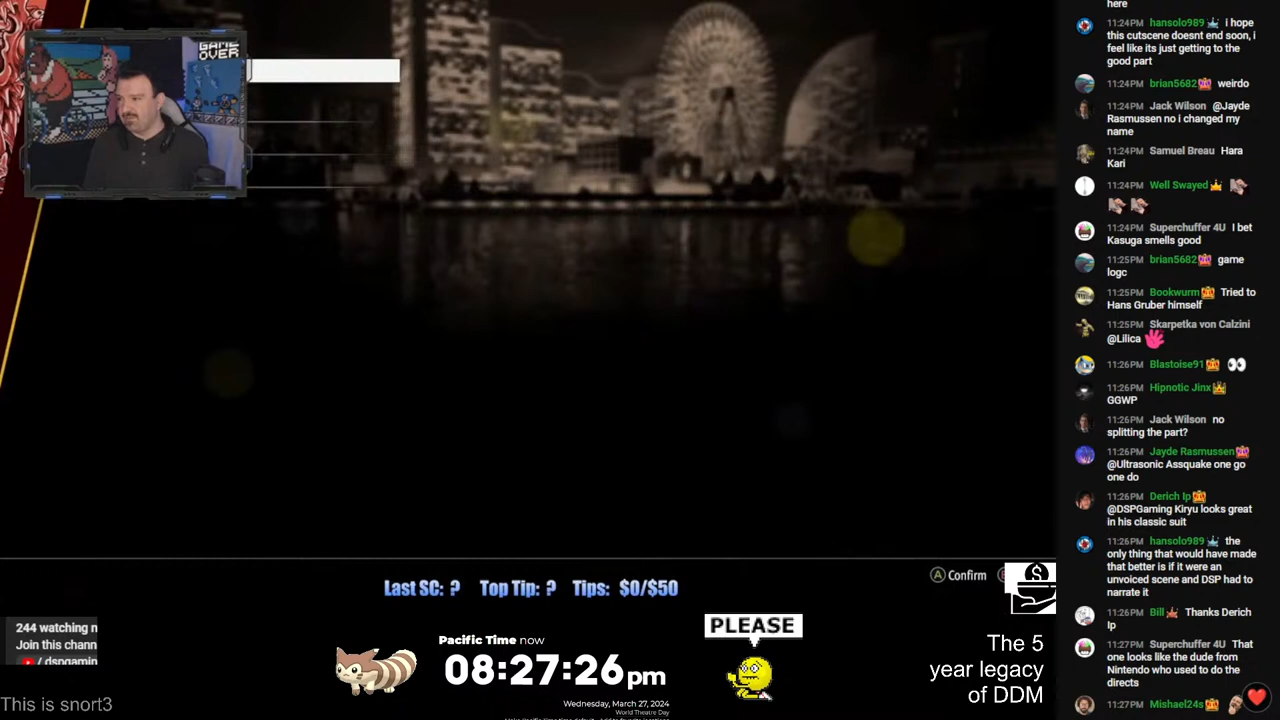 GAME
OVER
Confirm
Last SC: ? Top Tip: ? Tips: $0/$50
244 watching n
Join this chann
/ dspgamin
This is snort3
Pacific Time now
08:27:26pm
Wednesday, March 27, 2024
World Theatre Day
PLEASE
The 5
year legacy
of DDM
here
11:24PM hansolo989 i hope
this cutscene doesnt end soon, i
feel like its just getting to the
good part
11:24PM brian5682 weirdo
11:24PM Jack Wilson @Jayde
Rasmussen no i changed my
name
11:24PM Samuel Breau Hara
Kari
11:24PM Well Swayed
11:24PM Superchuffer 4U I bet
Kasuga smells good
11:25PM brian5682 game
logc
11:25PM Bookwurm Tried to
Hans Gruber himself
11:25PM Skarpetka von Calzini
@Lilica
11:26PM Blastoise91
11:26PM Hipnotic Jinx
GGWP
11:26PM Jack Wilson no
splitting the part?
11:26PM Jayde Rasmussen
@Ultrasonic Assquake one go
one do
11:26PM Derich Ip
@DSPGaming Kiryu looks great
in his classic suit
11:26PM hansolo989 the
only thing that would have made
that better is if it were an
unvoiced scene and DSP had to
narrate it
11:26PM Bill Thanks Derich
Ip
11:27PM Superchuffer 4U That
one looks like the dude from
Nintendo who used to do the
directs
11:27PM Mishael24s